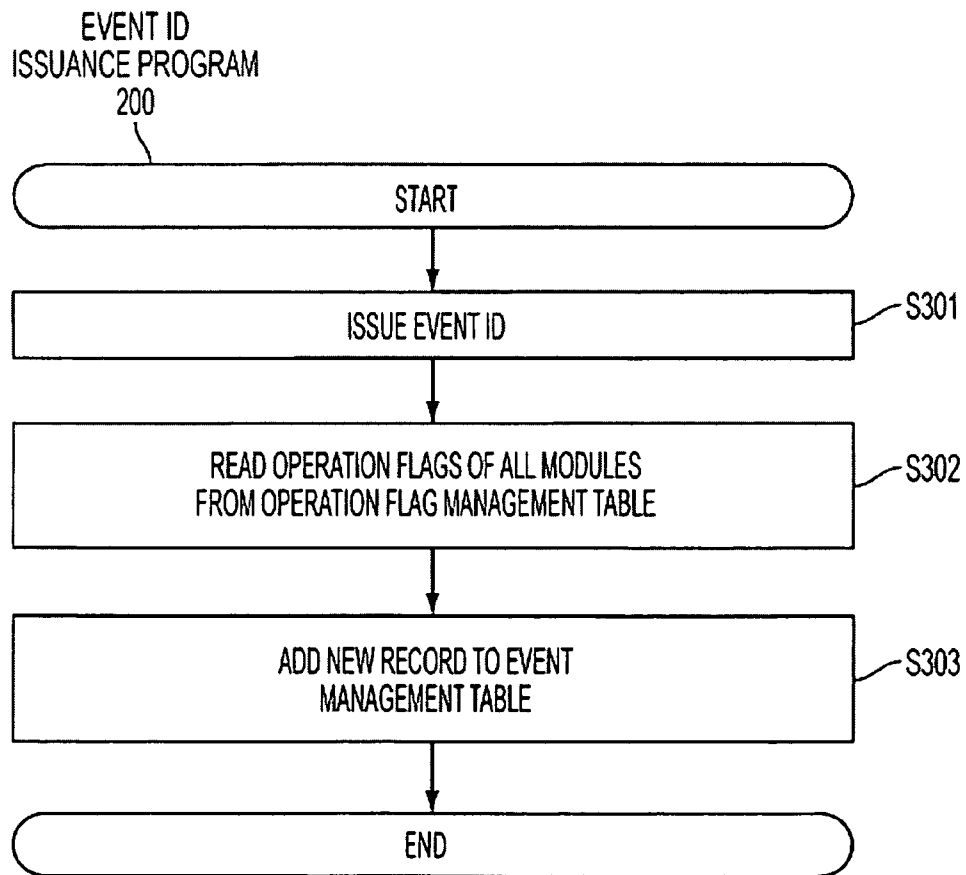 EVENT ID
ISSUANCE PROGRAM
200
START
ISSUE EVENT ID
S301
READ OPERATION FLAGS OF ALL MODULES
FROM OPERATION FLAG MANAGEMENT TABLE
S302
ADD NEW RECORD TO EVENT
MANAGEMENT TABLE
S303
END